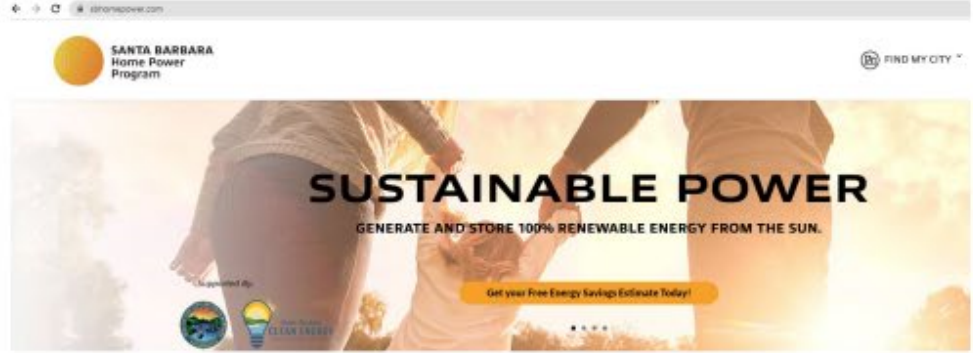 sbhomepower.com
SANTA BARBARA
Home Power
Program
FIND MY CITY
SUSTAINABLE POWER
GENERATE AND STORE 100% RENEWABLE ENERGY FROM THE SUN.
Supported By:
CLEAN ENERGY
Get your Free Energy Savings Estimate Today!